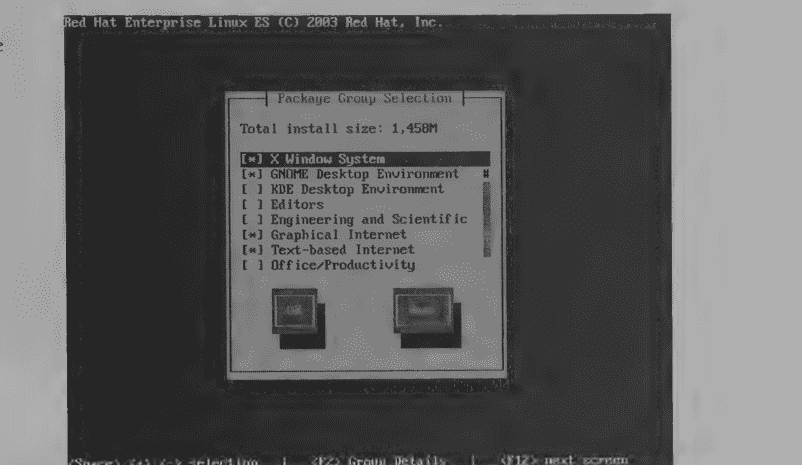 Red Hat Enterprise Linux ES (C) 2003 Red Hat, Inc.
Package Group Selection
Total install size: 1,458M
[*] X Window System
[*] GNOME Desktop Environment #
[ ] KDE Desktop Environment
[ ] Editors
[ ] Engineering and Scientific
[*] Graphical Internet
[*] Text-based Internet
[ ] Office/Productivity
OK
selection | <F2> Group Details | <F12> next screen